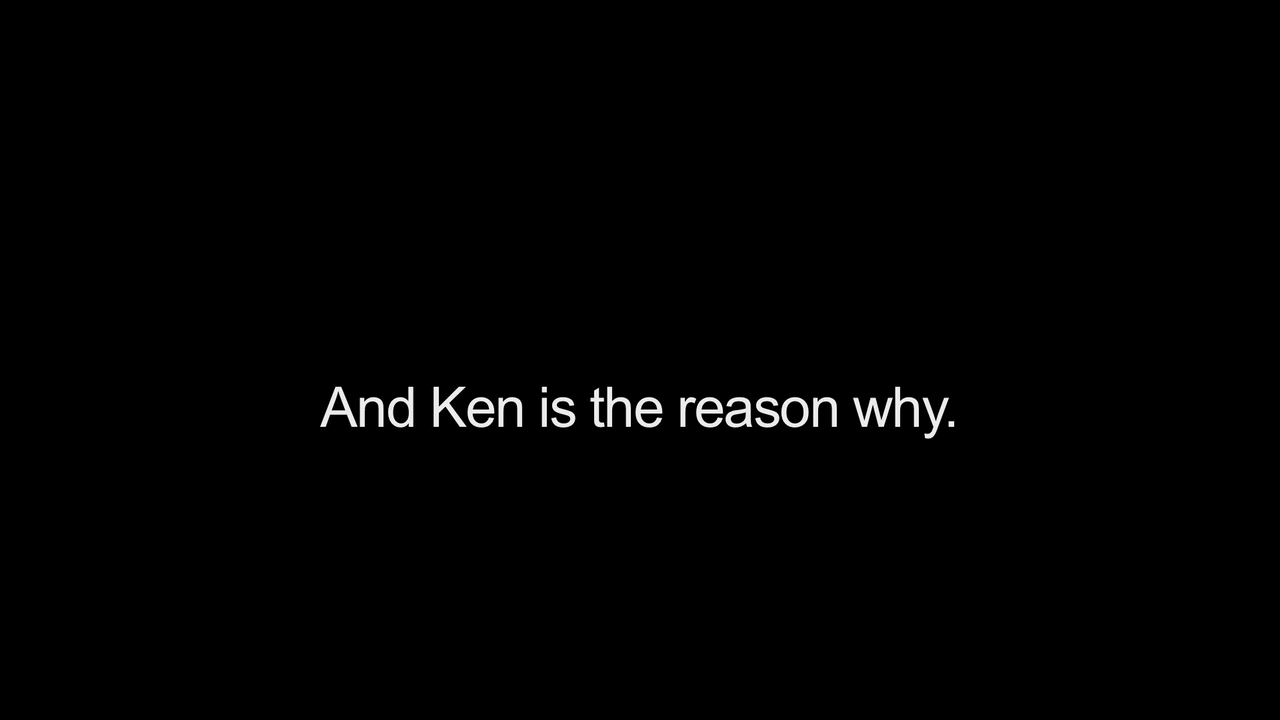 And Ken is the reason why.